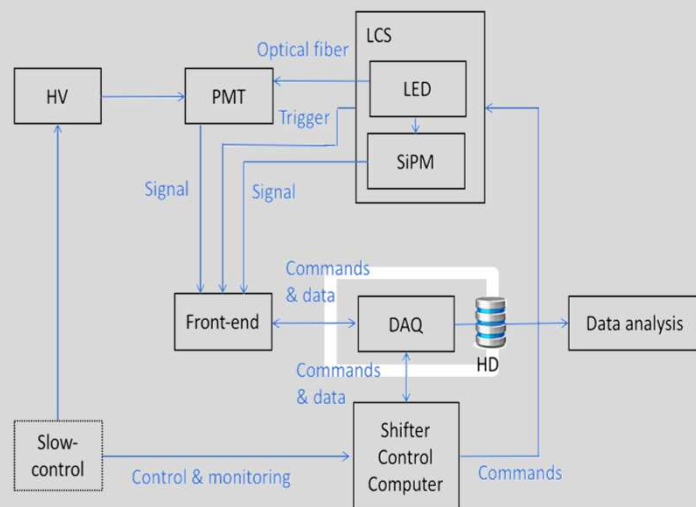 LCS
Optical fiber
HV
PMT
LED
Trigger
SiPM
Signal
Signal
Commands
& data
Front-end
DAQ
Data analysis
HD
Commands
& data
Slow-
control
Shifter
Control
Computer
Control & monitoring
Commands